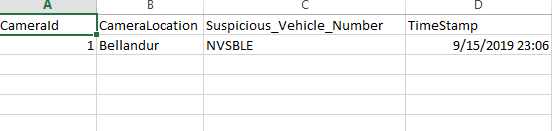 A B C D
CameraId CameraLocation Suspicious_Vehicle_Number TimeStamp
1 Bellandur NVSBLE 9/15/2019 23:06